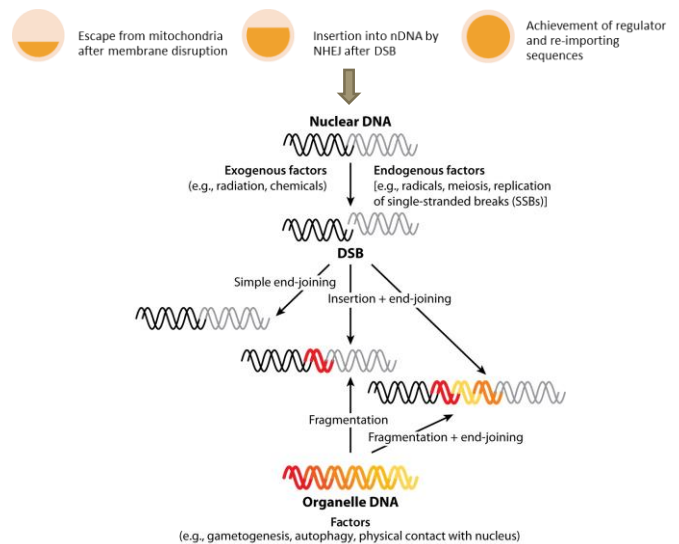 Escape from mitochondria
after membrane disruption
Insertion into nDNA by
NHEJ after DSB
Achievement of regulator
and re-importing
sequences
Nuclear DNA
Exogenous factors
(e.g., radiation, chemicals)
Endogenous factors
[e.g., radicals, meiosis, replication
of single-stranded breaks (SSBs)]
DSB
Simple end-joining
Insertion + end-joining
Fragmentation
Fragmentation + end-joining
Organelle DNA
Factors
(e.g., gametogenesis, autophagy, physical contact with nucleus)